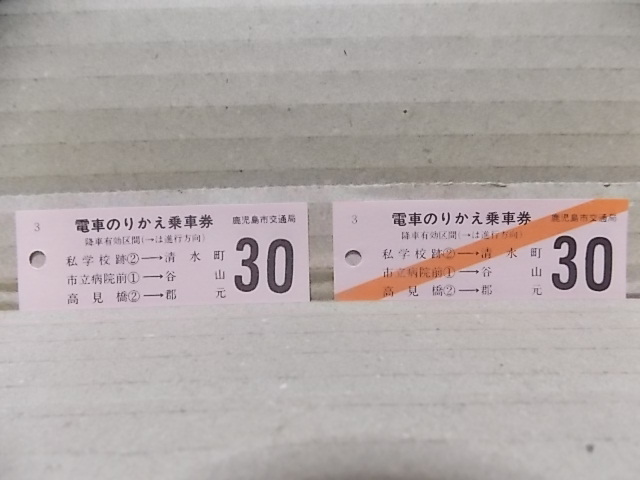 3
電車のりかえ乗車券
鹿児島市交通局
降車有効区間(→は進行方向)
私学校跡②→清水町
市立病院前①→谷山
高見橋②→郡元
30
3
電車のりかえ乗車券
鹿児島市交通局
降車有効区間(→は進行方向)
私学校跡②→清水町
市立病院前①→谷山
高見橋②→郡元
30